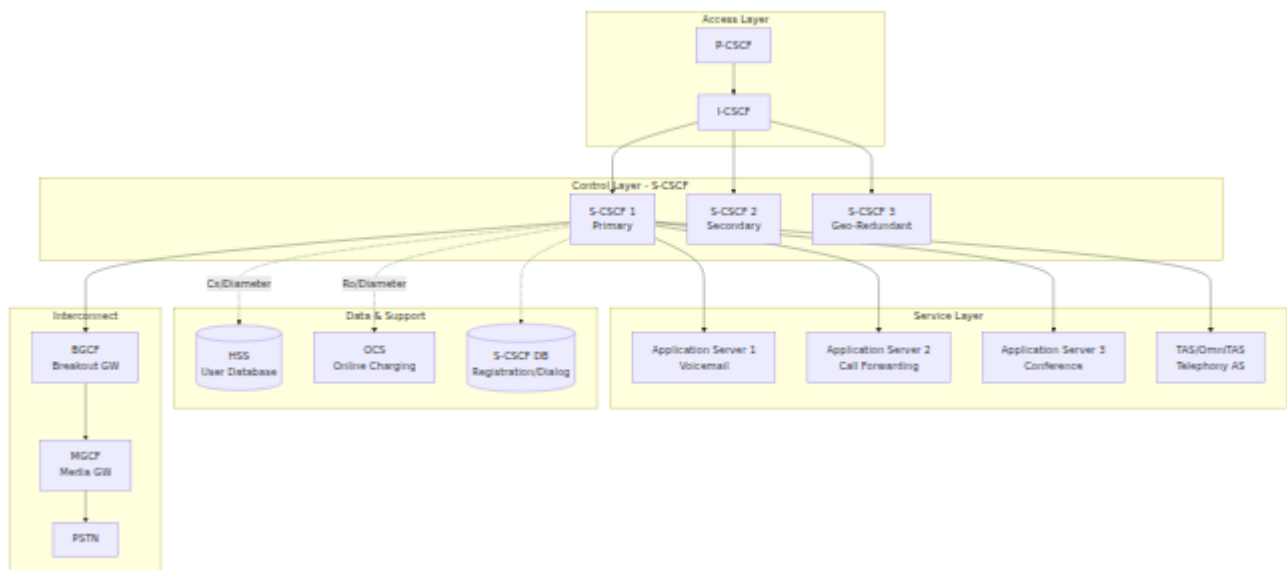 Access Layer
P-CSCF
I-CSCF
Control Layer - S-CSCF
S-CSCF 1
Primary
S-CSCF 2
Secondary
S-CSCF 3
Geo-Redundant
Cx/Diameter
Ro/Diameter
Interconnect
BGCF
Breakout GW
MGCF
Media GW
PSTN
Data & Support
HSS
User Database
OCS
Online Charging
S-CSCF DB
Registration/Dialog
Service Layer
Application Server 1
Voicemail
Application Server 2
Call Forwarding
Application Server 3
Conference
TAS/OmniTAS
Telephony AS